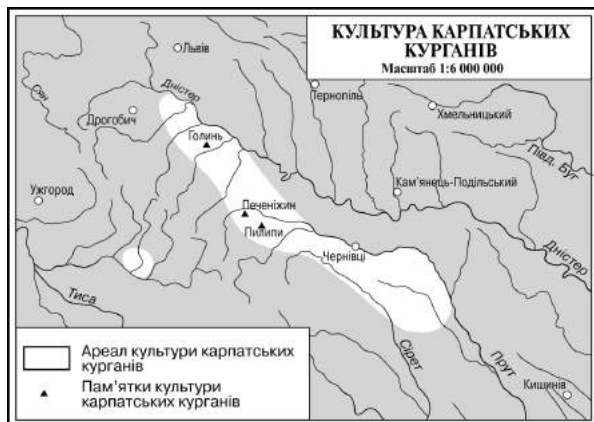 КУЛЬТУРА КАРПАТСЬКИХ
КУРГАНІВ
Масштаб 1:6 000 000
Львів
Сян
Дністер
Тернопіль
Хмельницький
Дрогобич
Голинь
Півд. Буг
Ужгород
Кам'янець-Подільський
Печеніжин
Пилипи
Чернівці
Дністер
Тиса
Сірет
Прут
Кишинів
Ареал культури карпатських
курганів
Пам'ятки культури
карпатських курганів